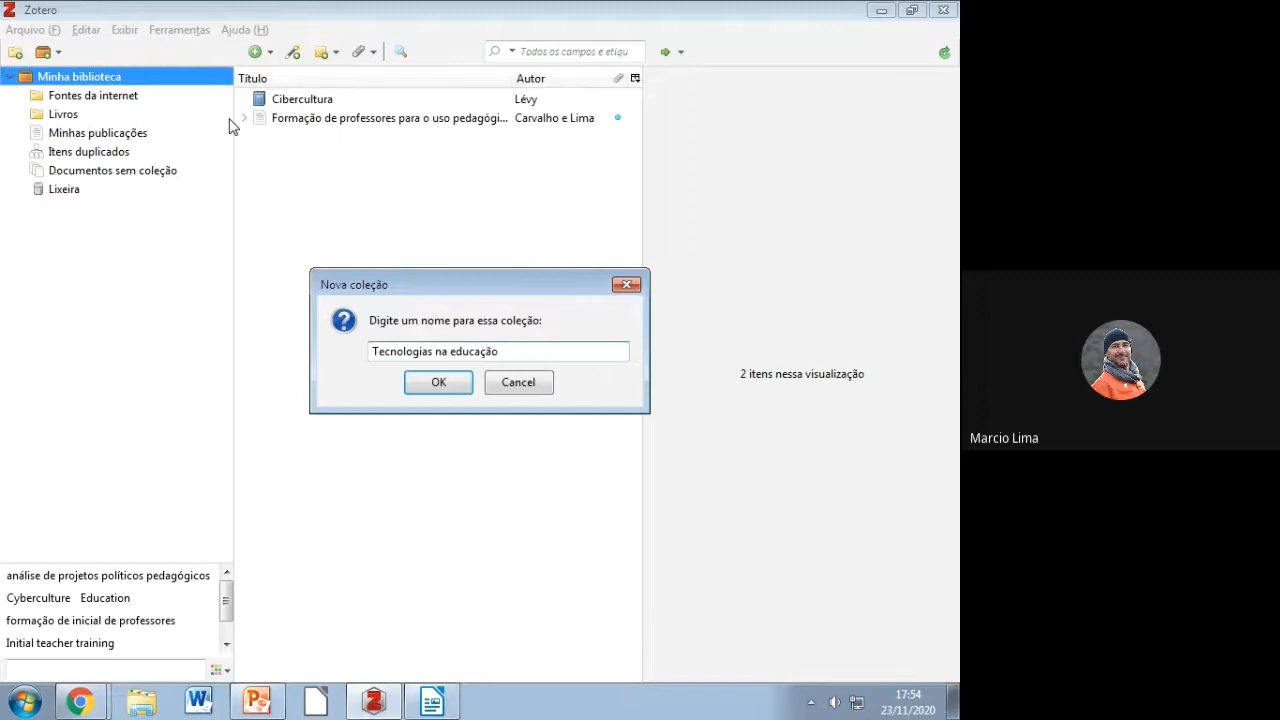 Zotero
Arquivo (F) Editar Exibir Ferramentas Ajuda (H)
Todos os campos e etiqu
Minha biblioteca
Fontes da internet
Livros
Minhas publicações
Itens duplicados
Documentos sem coleção
Lixeira
Título Autor
Cibercultura Lévy
Formação de professores para o uso pedagógi... Carvalho e Lima
Nova coleção
Digite um nome para essa coleção:
Tecnologias na educação
OK Cancel
2 itens nessa visualização
Marcio Lima
análise de projetos políticos pedagógicos
Cyberculture Education
formação de inicial de professores
Initial teacher training
17:54
23/11/2020